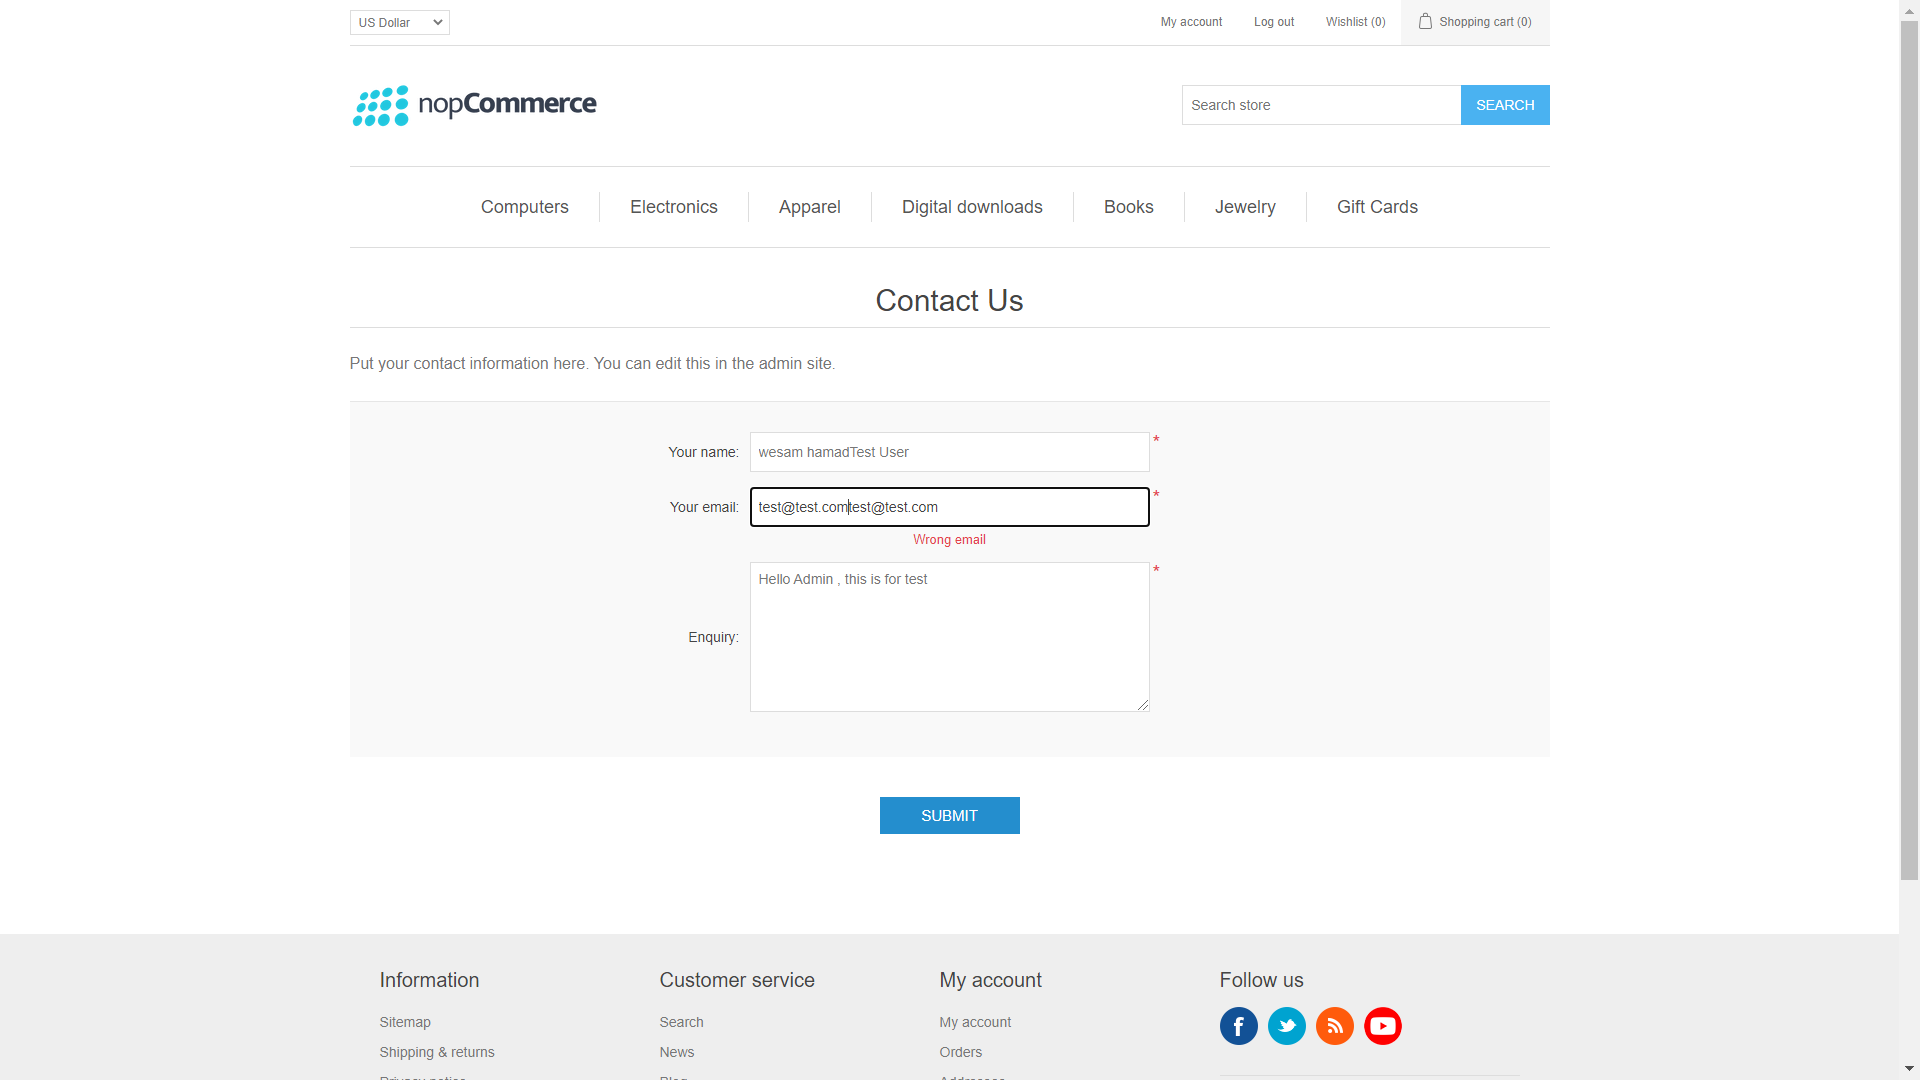 US Dollar
My account
Log out
Wishlist (0)
Shopping cart (0)
nopCommerce
Search store
SEARCH
Computers
Electronics
Apparel
Digital downloads
Books
Jewelry
Gift Cards
Contact Us
Put your contact information here. You can edit this in the admin site.
Your name:
wesam hamadTest User
*
Your email:
test@test.comtest@test.com
*
Wrong email
Enquiry:
Hello Admin , this is for test
*
SUBMIT
Information
Sitemap
Shipping & returns
Customer service
Search
News
My account
My account
Orders
Follow us